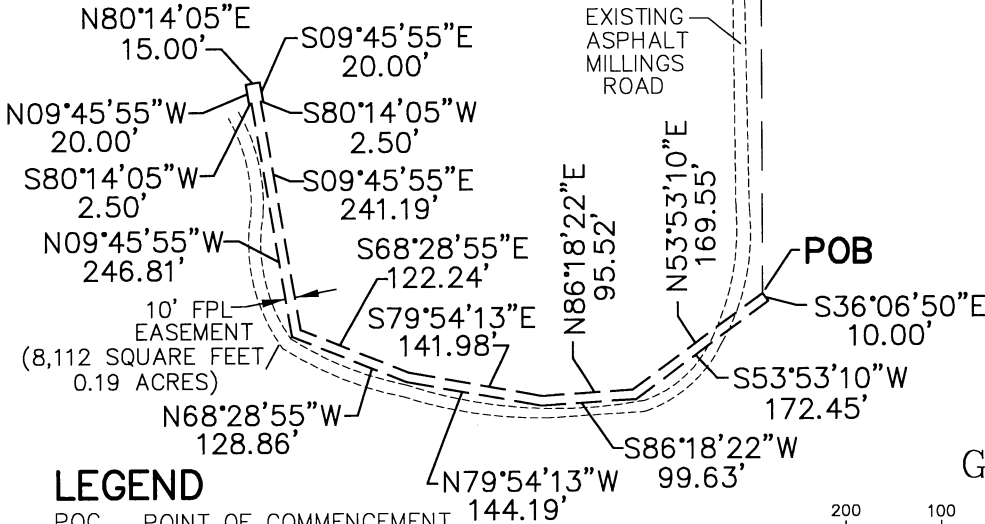 N80°14'05"E
15.00'
S09°45'55"E
20.00'
EXISTING
ASPHALT
MILLINGS
ROAD
N09°45'55"W
20.00'
S80°14'05"W
2.50'
S80°14'05"W
2.50'
S09°45'55"E
241.19'
N09°45'55"W
246.81'
S68°28'55"E
122.24'
N86°18'22"E
95.52'
N53°53'10"E
169.55'
POB
S36°06'50"E
10.00'
10' FPL
EASEMENT
(8,112 SQUARE FEET
0.19 ACRES)
S79°54'13"E
141.98'
S53°53'10"W
172.45'
N68°28'55"W
128.86'
S86°18'22"W
99.63'
N79°54'13"W
144.19'
LEGEND
POC POINT OF COMMENCEMENT
G
200 100